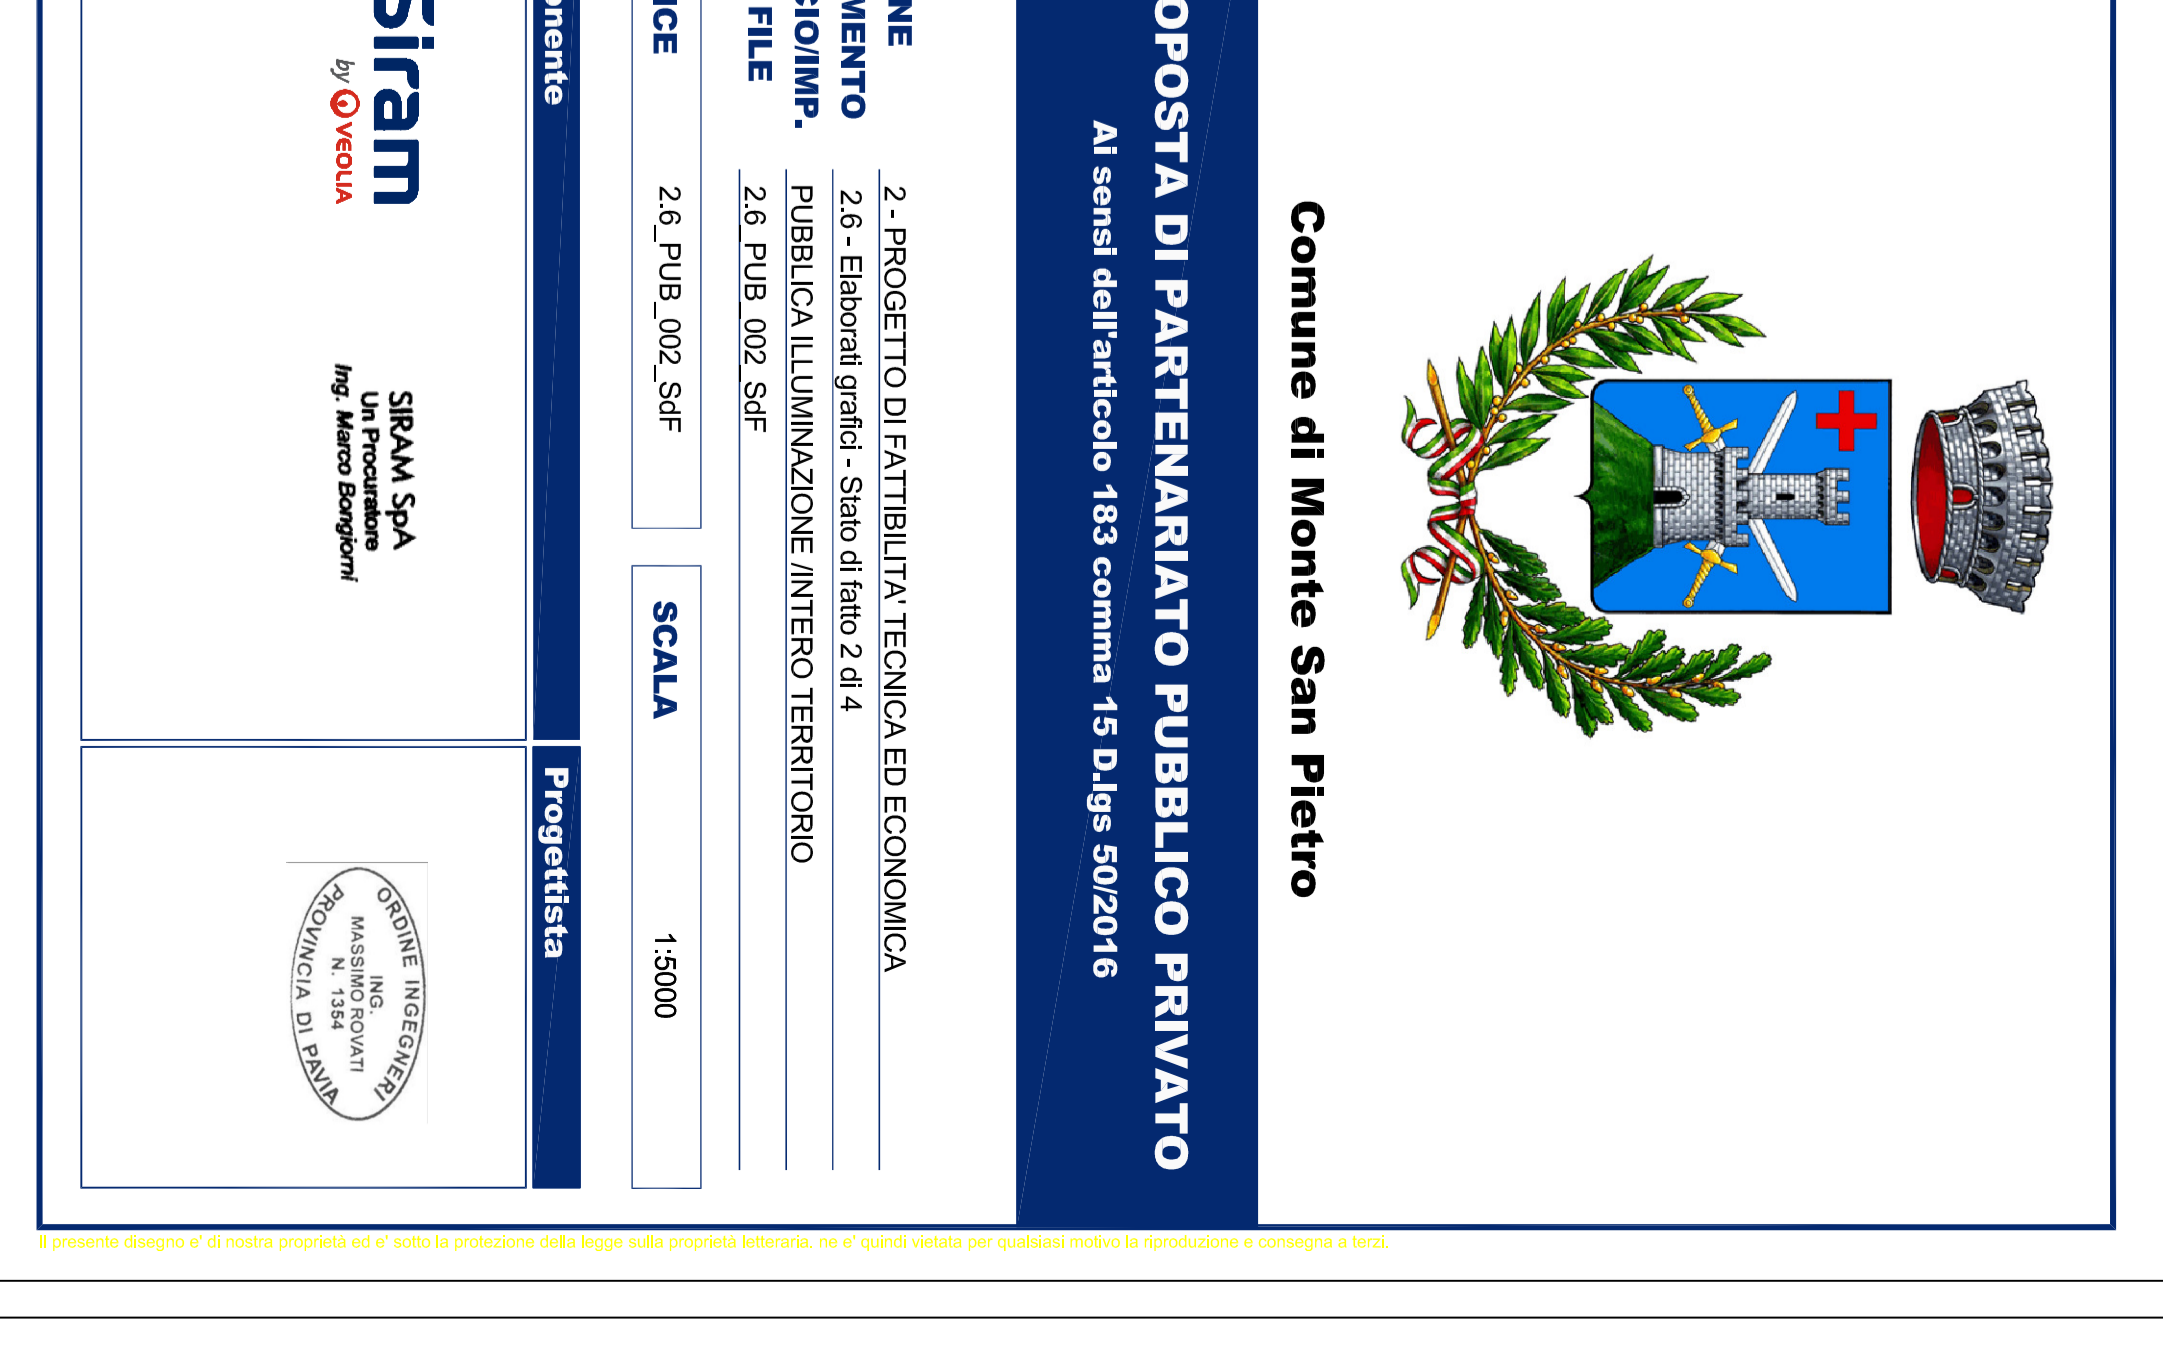 Comune di Monte San Pietro
OPOSTA DI PARTENARIATO PUBBLICO PRIVATO
Ai sensi dell'articolo 183 comma 15 D.lgs 50/2016
NE 2 - PROGETTO DI FATTIBILITA' TECNICA ED ECONOMICA
MENTO 2.6 - Elaborati grafici - Stato di fatto 2 di 4
CIO/IMP. PUBBLICA ILLUMINAZIONE /INTERO TERRITORIO
FILE 2.6_PUB_002_SdF
ICE 2.6_PUB_002_SdF SCALA 1:5000
onente
Progettista
Siram
by VEOLIA
SIRAM SpA
Un Procuratore
Ing. Marco Bongiorni
ORDINE INGEGNERI
ING.
MASSIMO ROVATI
N. 1354
PROVINCIA DI PAVIA
Il presente disegno e' di nostra proprietà ed e' sotto la protezione della legge sulla proprietà letteraria. ne e' quindi vietata per qualsiasi motivo la riproduzione e consegna a terzi.